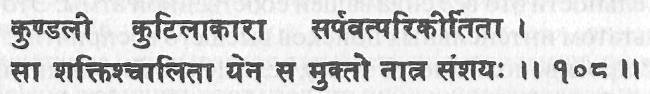 कुण्डली कुटिलाकारा सर्पवत्परिकीर्तिता ।
सा शक्तिश्चालिता येन स मुक्तो नात्र संशयः ।। १०८ ।।